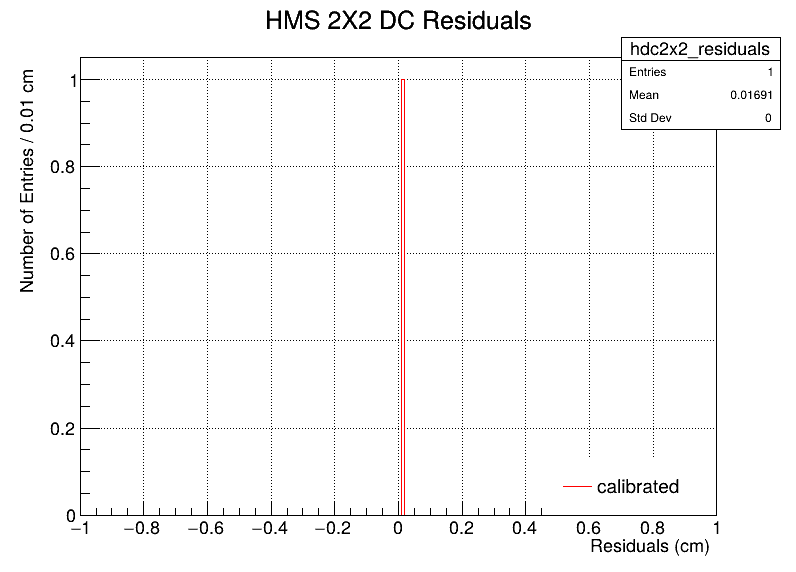 HMS 2X2 DC Residuals
hdc2x2_residuals
Entries 1
Mean 0.01691
Std Dev 0
Number of Entries / 0.01 cm
1
0.8
0.6
0.4
0.2
0
calibrated
−1 −0.8 −0.6 −0.4 −0.2 0 0.2 0.4 0.6 0.8 1
Residuals (cm)